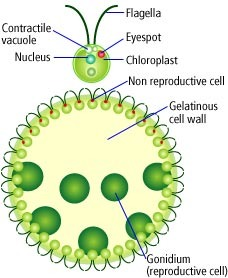 Flagella
Contractile
vacuole
Eyespot
Nucleus
Chloroplast
Non reproductive cell
Gelatinous
cell wall
Gonidium
(reproductive cell)